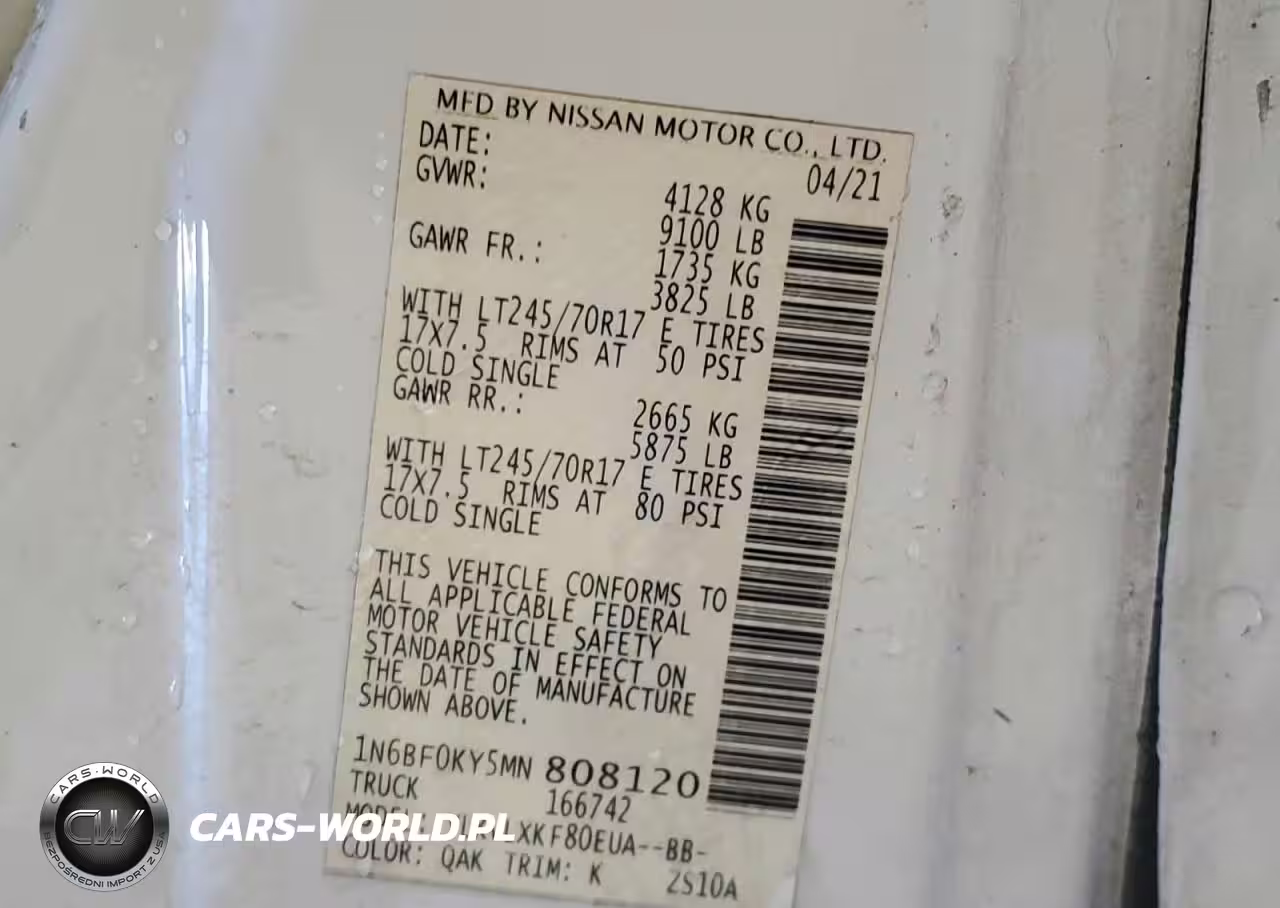 MFD BY NISSAN MOTOR CO., LTD.
DATE: 04/21
GVWR: 4128 KG
9100 LB
GAWR FR.: 1735 KG
3825 LB
WITH LT245/70R17 E TIRES
17X7.5 RIMS AT 50 PSI
COLD SINGLE
GAWR RR.: 2665 KG
5875 LB
WITH LT245/70R17 E TIRES
17X7.5 RIMS AT 80 PSI
COLD SINGLE
THIS VEHICLE CONFORMS TO
ALL APPLICABLE FEDERAL
MOTOR VEHICLE SAFETY
STANDARDS IN EFFECT ON
THE DATE OF MANUFACTURE
SHOWN ABOVE.
1N6BF0KY5MN 808120
TRUCK 166742
XKF80EUA--BB-
COLOR: QAK TRIM: K 2S10A
CARS-WORLD
CW
BEZPOŚREDNI IMPORT Z USA
CARS-WORLD.PL